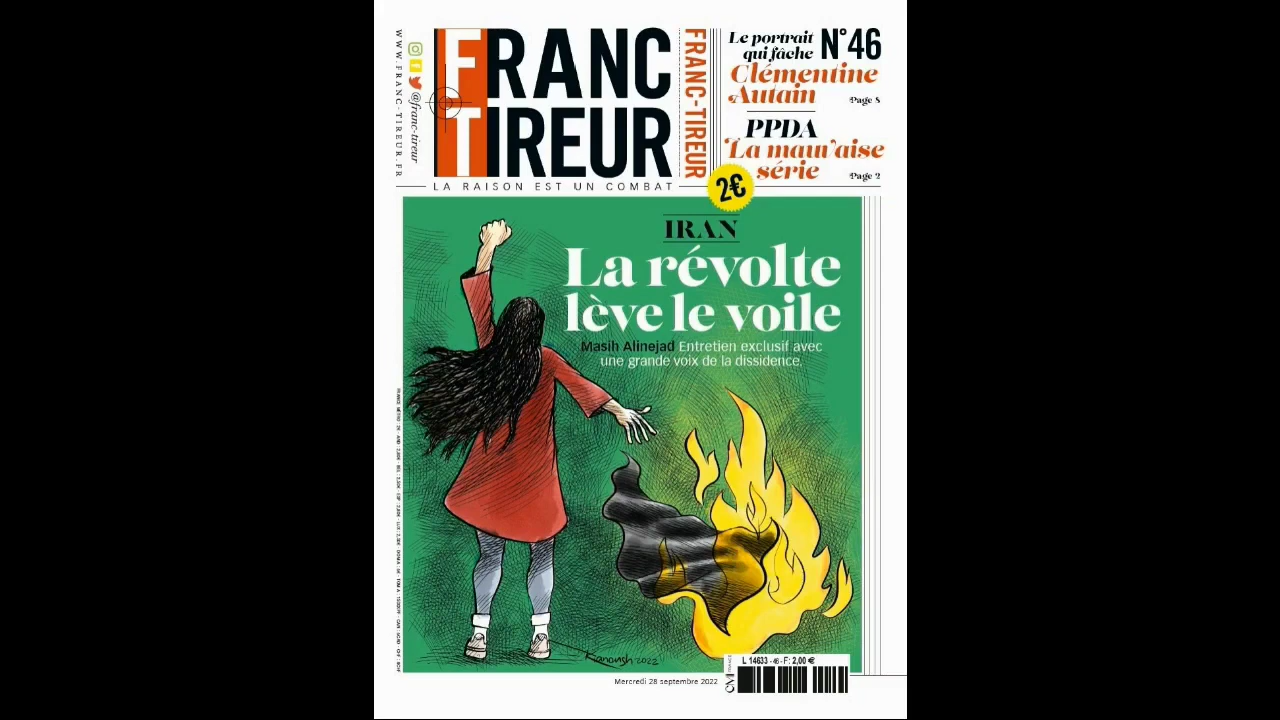 WWW.FRANC-TIREUR.FR
@franc-tireur
FRANC
TIREUR
LA RAISON EST UN COMBAT
FRANC-TIREUR
Le portrait
qui fâche
N°46
Clémentine
Autain
Page 8
PPDA
La mauvaise
série
Page 2
2€
IRAN
La révolte
lève le voile
Masih Alinejad Entretien exclusif avec
une grande voix de la dissidence.
Kianoush 2022
Mercredi 28 septembre 2022
CMI FRANCE
L 14633 - 46 - F: 2,00 €